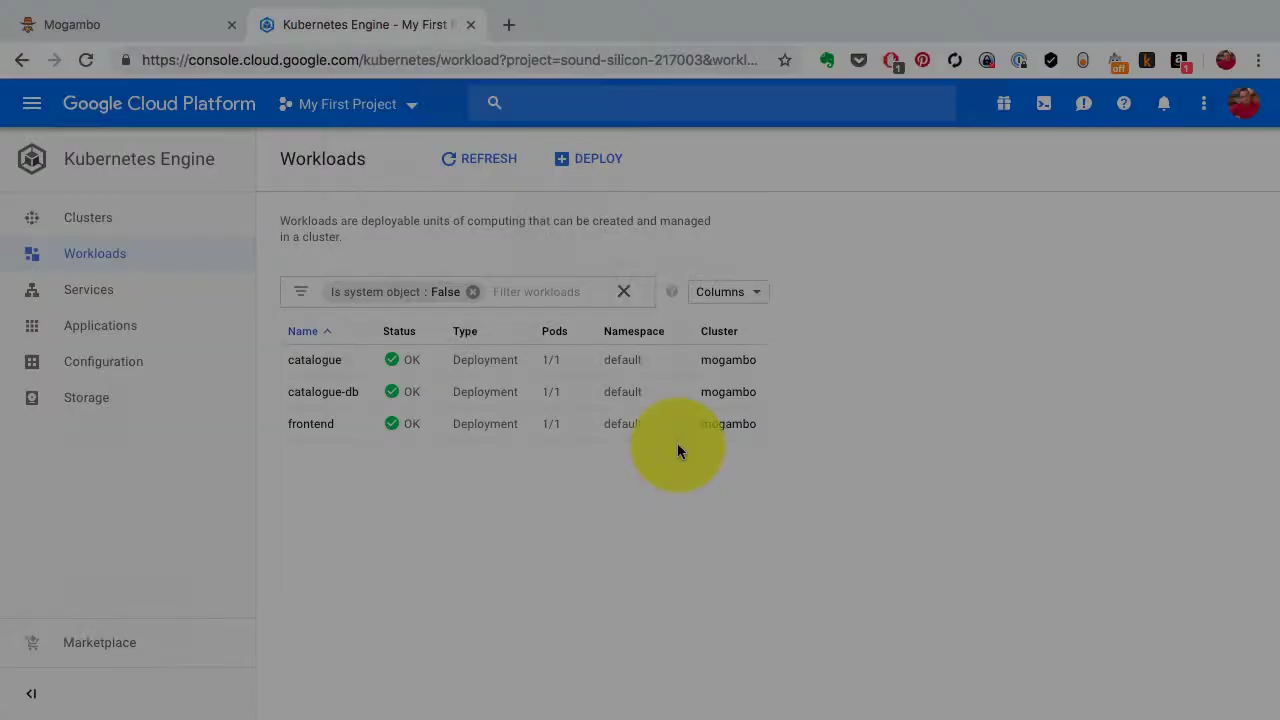 Mogambo
Kubernetes Engine - My First
https://console.cloud.google.com/kubernetes/workload?project=sound-silicon-217003&workl...
1
off
k
a
1
Google Cloud Platform
My First Project
Kubernetes Engine
Workloads
REFRESH
DEPLOY
Clusters
Workloads
Services
Applications
Configuration
Storage
Marketplace
Workloads are deployable units of computing that can be created and managed
in a cluster.
Is system object : False
Filter workloads
Columns
Name Status Type Pods Namespace Cluster
catalogue OK Deployment 1/1 default mogambo
catalogue-db OK Deployment 1/1 default mogambo
frontend OK Deployment 1/1 default mogambo